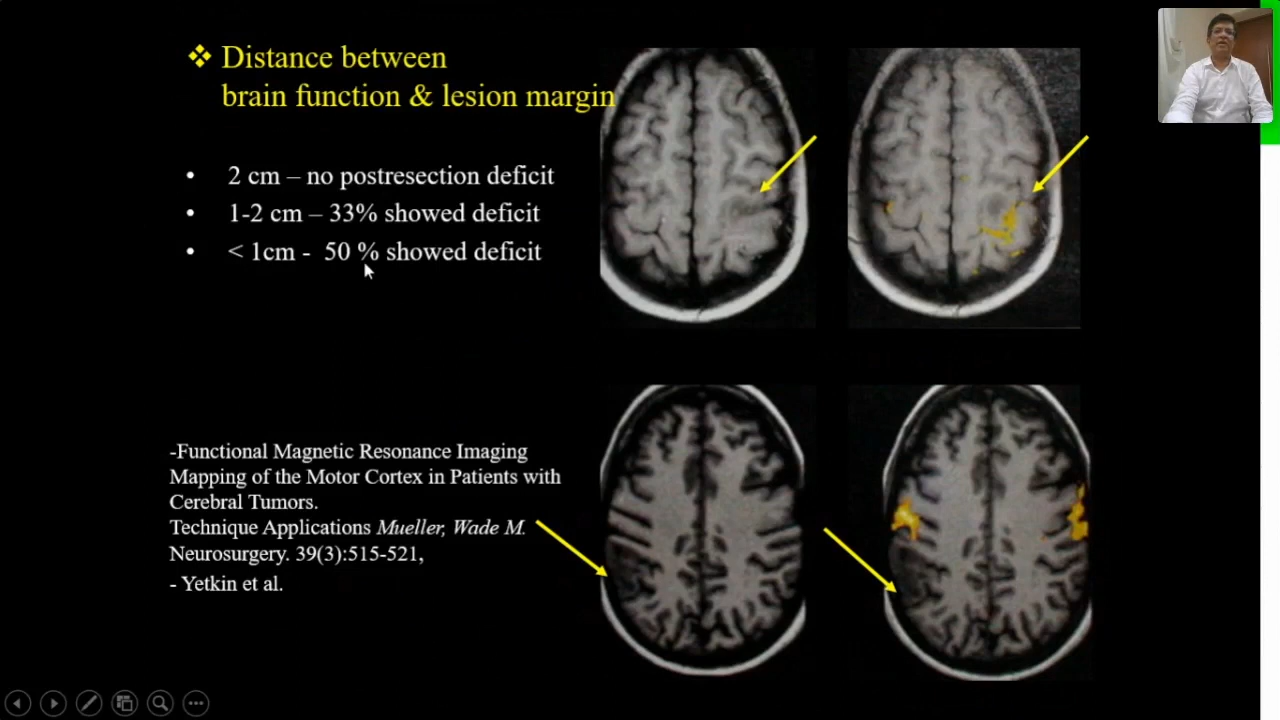 Distance between
brain function & lesion margin
2 cm – no postresection deficit
1-2 cm – 33% showed deficit
< 1cm - 50 % showed deficit
-Functional Magnetic Resonance Imaging
Mapping of the Motor Cortex in Patients with
Cerebral Tumors.
Technique Applications Mueller, Wade M.
Neurosurgery. 39(3):515-521,
- Yetkin et al.